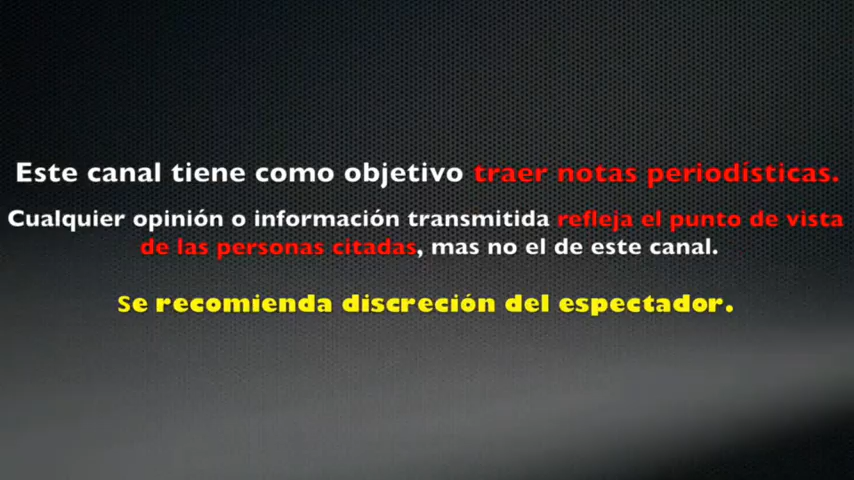 Este canal tiene como objetivo traer notas periodísticas.
Cualquier opinión o información transmitida refleja el punto de vista
de las personas citadas, mas no el de este canal.
Se recomienda discreción del espectador.